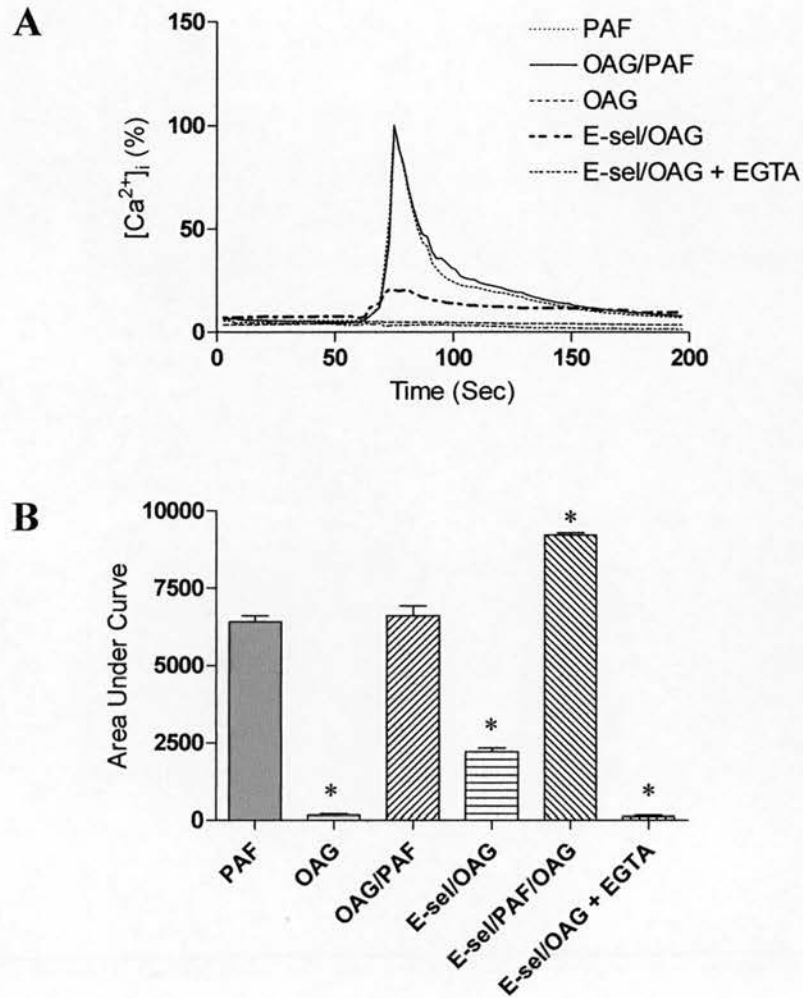 A
150
100
50
0
[Ca2+]i (%)
0
50
100
150
200
Time (Sec)
PAF
OAG/PAF
OAG
E-sel/OAG
E-sel/OAG + EGTA
B
10000
7500
5000
2500
0
Area Under Curve
*
*
*
*
PAF
OAG
OAG/PAF
E-sel/OAG
E-sel/PAF/OAG
E-sel/OAG + EGTA